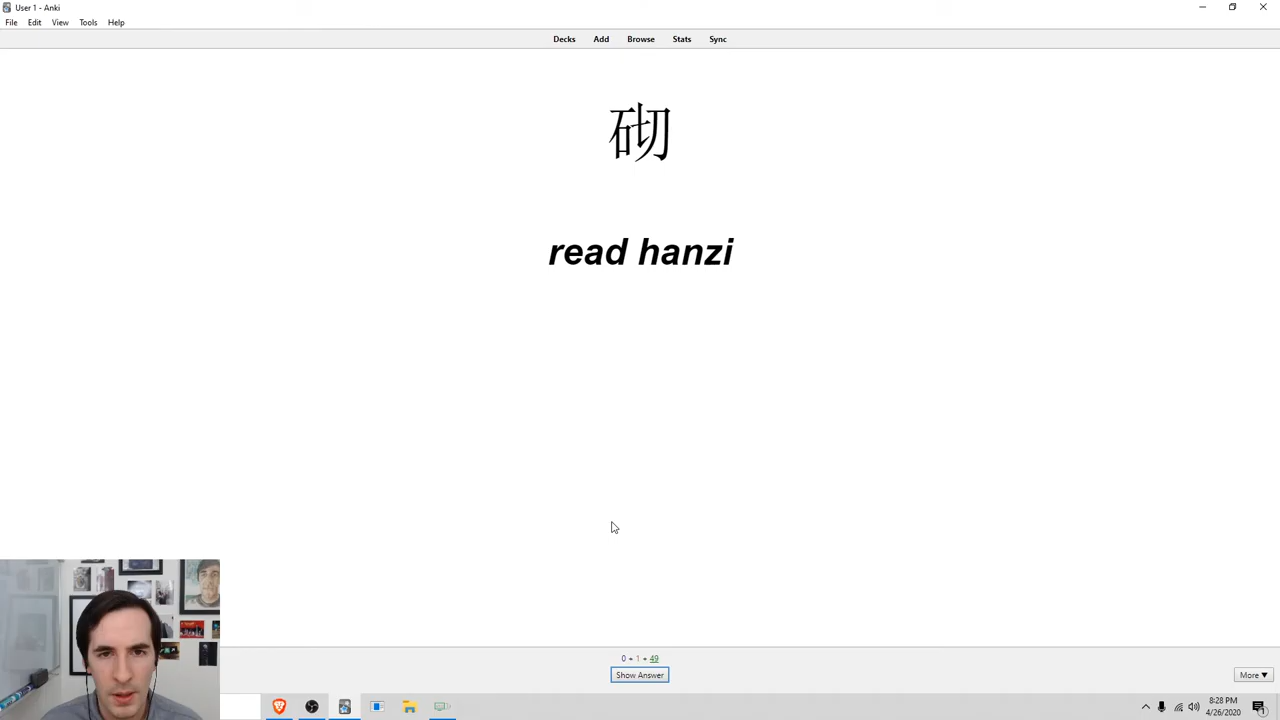 User 1 - Anki
File Edit View Tools Help
Decks Add Browse Stats Sync
砌
read hanzi
0 + 1 + 49
Show Answer
More ▼
8:28 PM
4/26/2020